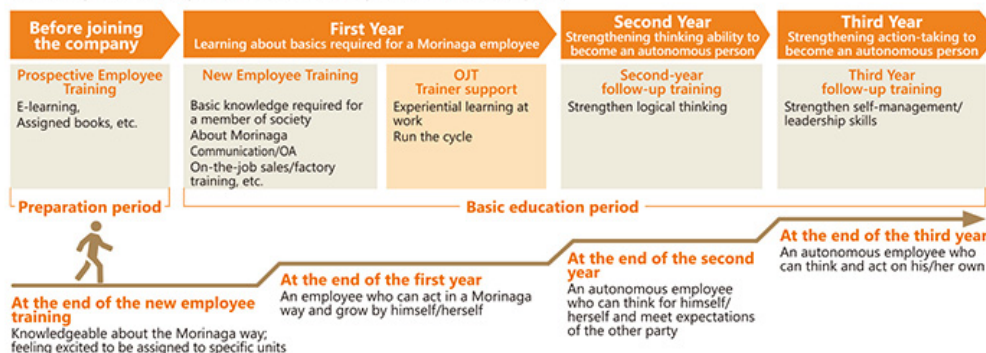 Before joining
the company
First Year
Learning about basics required for a Morinaga employee
Second Year
Strengthening thinking ability to
become an autonomous person
Third Year
Strengthening action-taking to
become an autonomous person
Prospective Employee
Training
E-learning,
Assigned books, etc.
New Employee Training
Basic knowledge required for
a member of society
About Morinaga
Communication/OA
On-the-job sales/factory
training, etc.
OJT
Trainer support
Experiential learning at
work
Run the cycle
Second-year
follow-up training
Strengthen logical thinking
Third Year
follow-up training
Strengthen self-management/
leadership skills
Preparation period
Basic education period
At the end of the new employee
training
Knowledgeable about the Morinaga way;
feeling excited to be assigned to specific units
At the end of the first year
An employee who can act in a Morinaga
way and grow by himself/herself
At the end of the second
year
An autonomous employee
who can think for himself/
herself and meet expectations
of the other party
At the end of the third year
An autonomous employee who
can think and act on his/her own